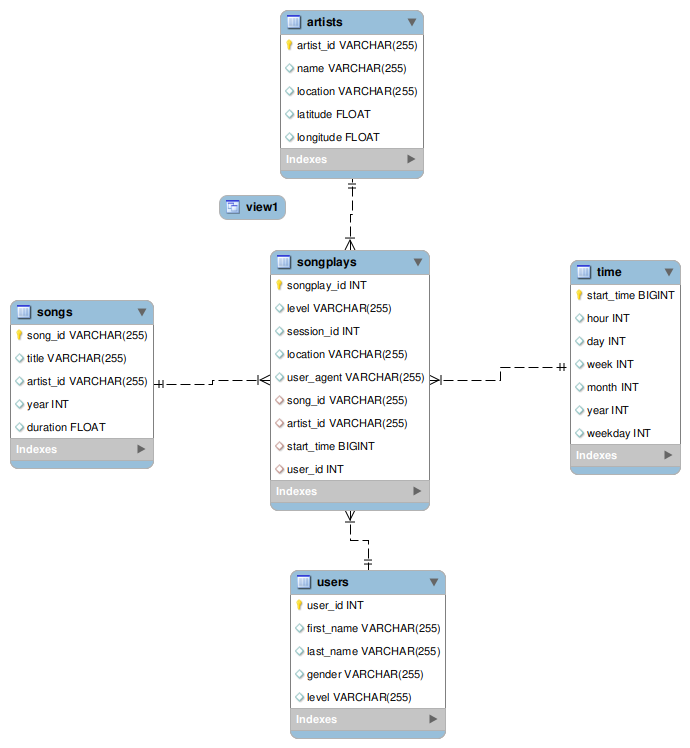 artists
artist_id VARCHAR(255)
name VARCHAR(255)
location VARCHAR(255)
latitude FLOAT
longitude FLOAT
Indexes
view1
songplays
songplay_id INT
level VARCHAR(255)
session_id INT
location VARCHAR(255)
user_agent VARCHAR(255)
song_id VARCHAR(255)
artist_id VARCHAR(255)
start_time BIGINT
user_id INT
Indexes
time
start_time BIGINT
hour INT
day INT
week INT
month INT
year INT
weekday INT
Indexes
songs
song_id VARCHAR(255)
title VARCHAR(255)
artist_id VARCHAR(255)
year INT
duration FLOAT
Indexes
users
user_id INT
first_name VARCHAR(255)
last_name VARCHAR(255)
gender VARCHAR(255)
level VARCHAR(255)
Indexes